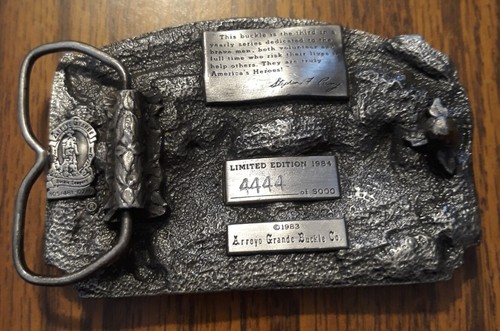 This buckle is the third in a
yearly series dedicated to the
brave men, both volunteer and
full time who risk their lives to
help others. They are truly
America's Heroes!
LIMITED EDITION 1984
4444 of 5000
©1983
Arroyo Grande Buckle Co.
®